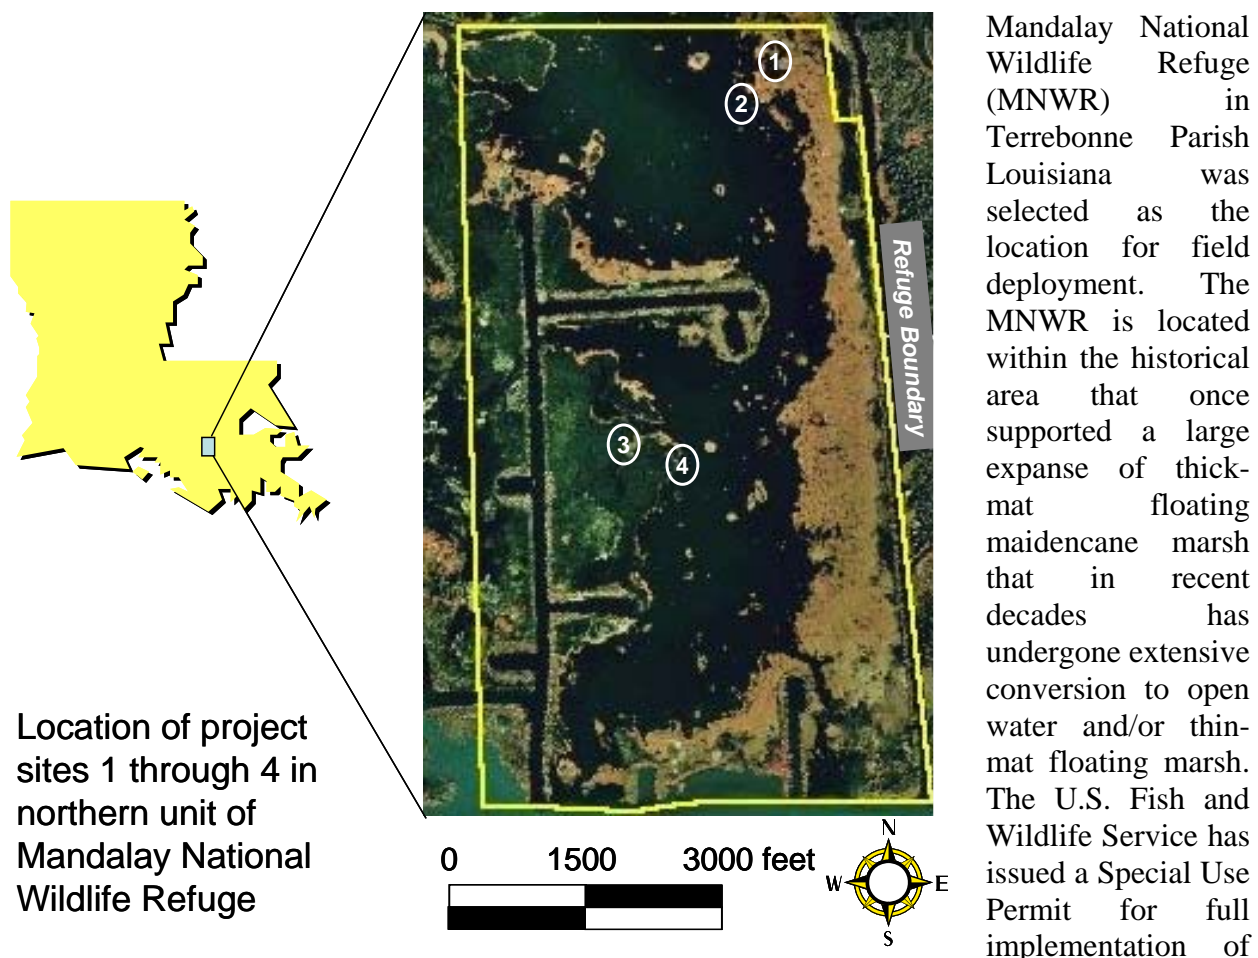 1
2
Refuge Boundary
3
4
Location of project
sites 1 through 4 in
northern unit of
Mandalay National
Wildlife Refuge
0 1500 3000 feet
N
W E
S
Mandalay National
Wildlife Refuge
(MNWR) in
Terrebonne Parish
Louisiana was
selected as the
location for field
deployment. The
MNWR is located
within the historical
area that once
supported a large
expanse of thick-
mat floating
maidencane marsh
that in recent
decades has
undergone extensive
conversion to open
water and/or thin-
mat floating marsh.
The U.S. Fish and
Wildlife Service has
issued a Special Use
Permit for full
implementation of